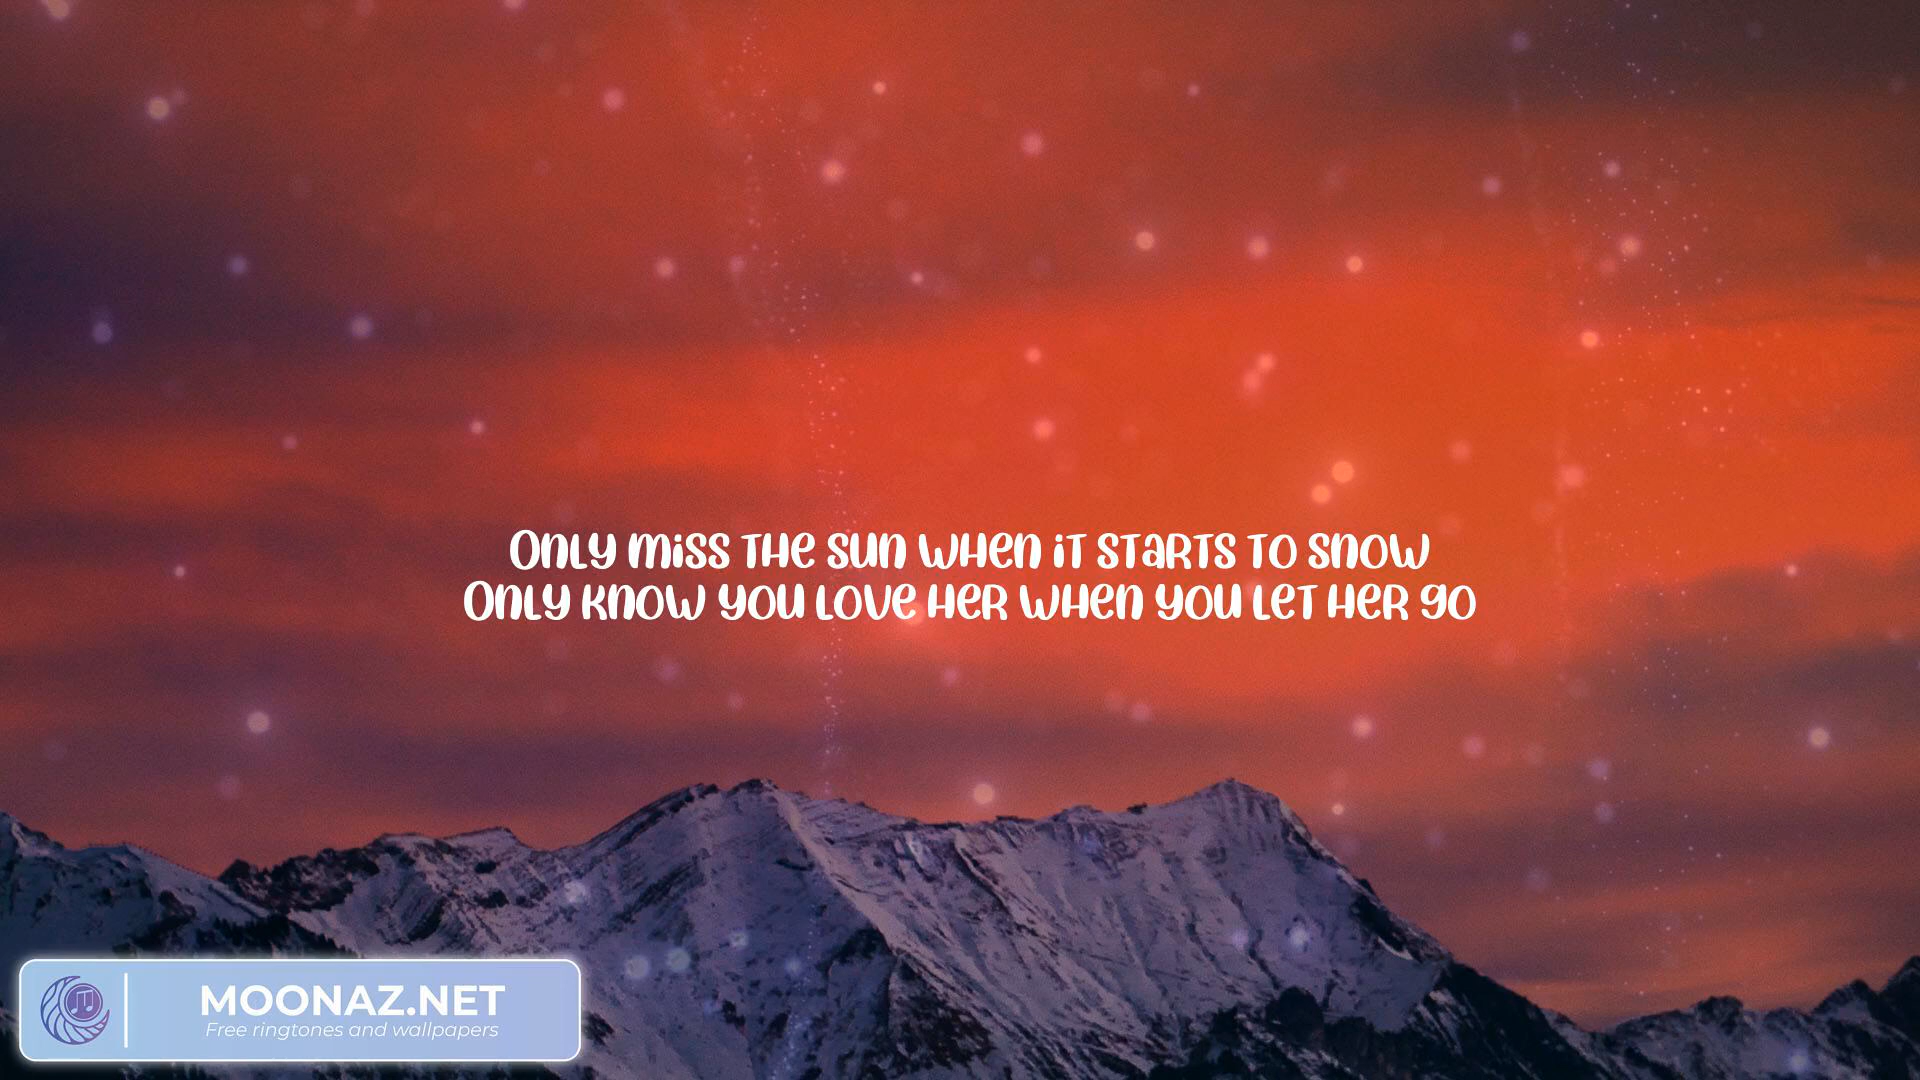 Only miss the sun when it starts to snow
Only know you love her when you let her go
MOONAZ.NET
Free ringtones and wallpapers